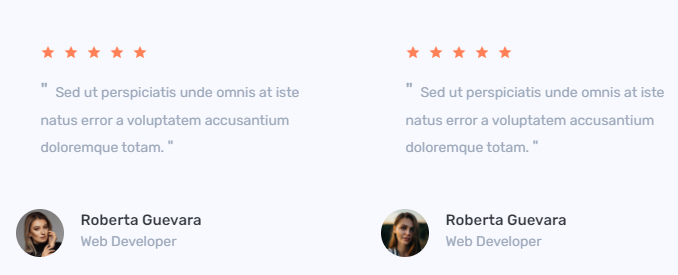 " Sed ut perspiciatis unde omnis at iste
natus error a voluptatem accusantium
doloremque totam. "
Roberta Guevara
Web Developer
" Sed ut perspiciatis unde omnis at iste
natus error a voluptatem accusantium
doloremque totam. "
Roberta Guevara
Web Developer